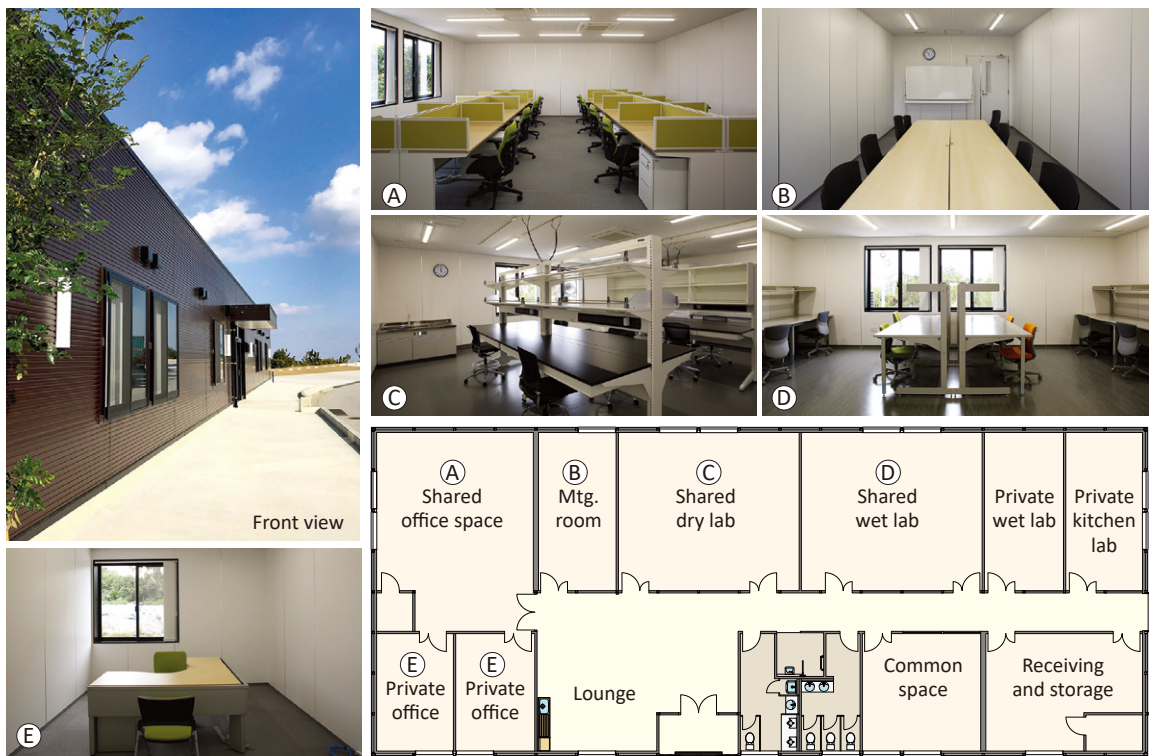 A
B
Front view
C
D
E
A
Shared
office space
B
Mtg.
room
C
Shared
dry lab
D
Shared
wet lab
Private
wet lab
Private
kitchen
lab
E
Private
office
E
Private
office
Lounge
Common
space
Receiving
and storage